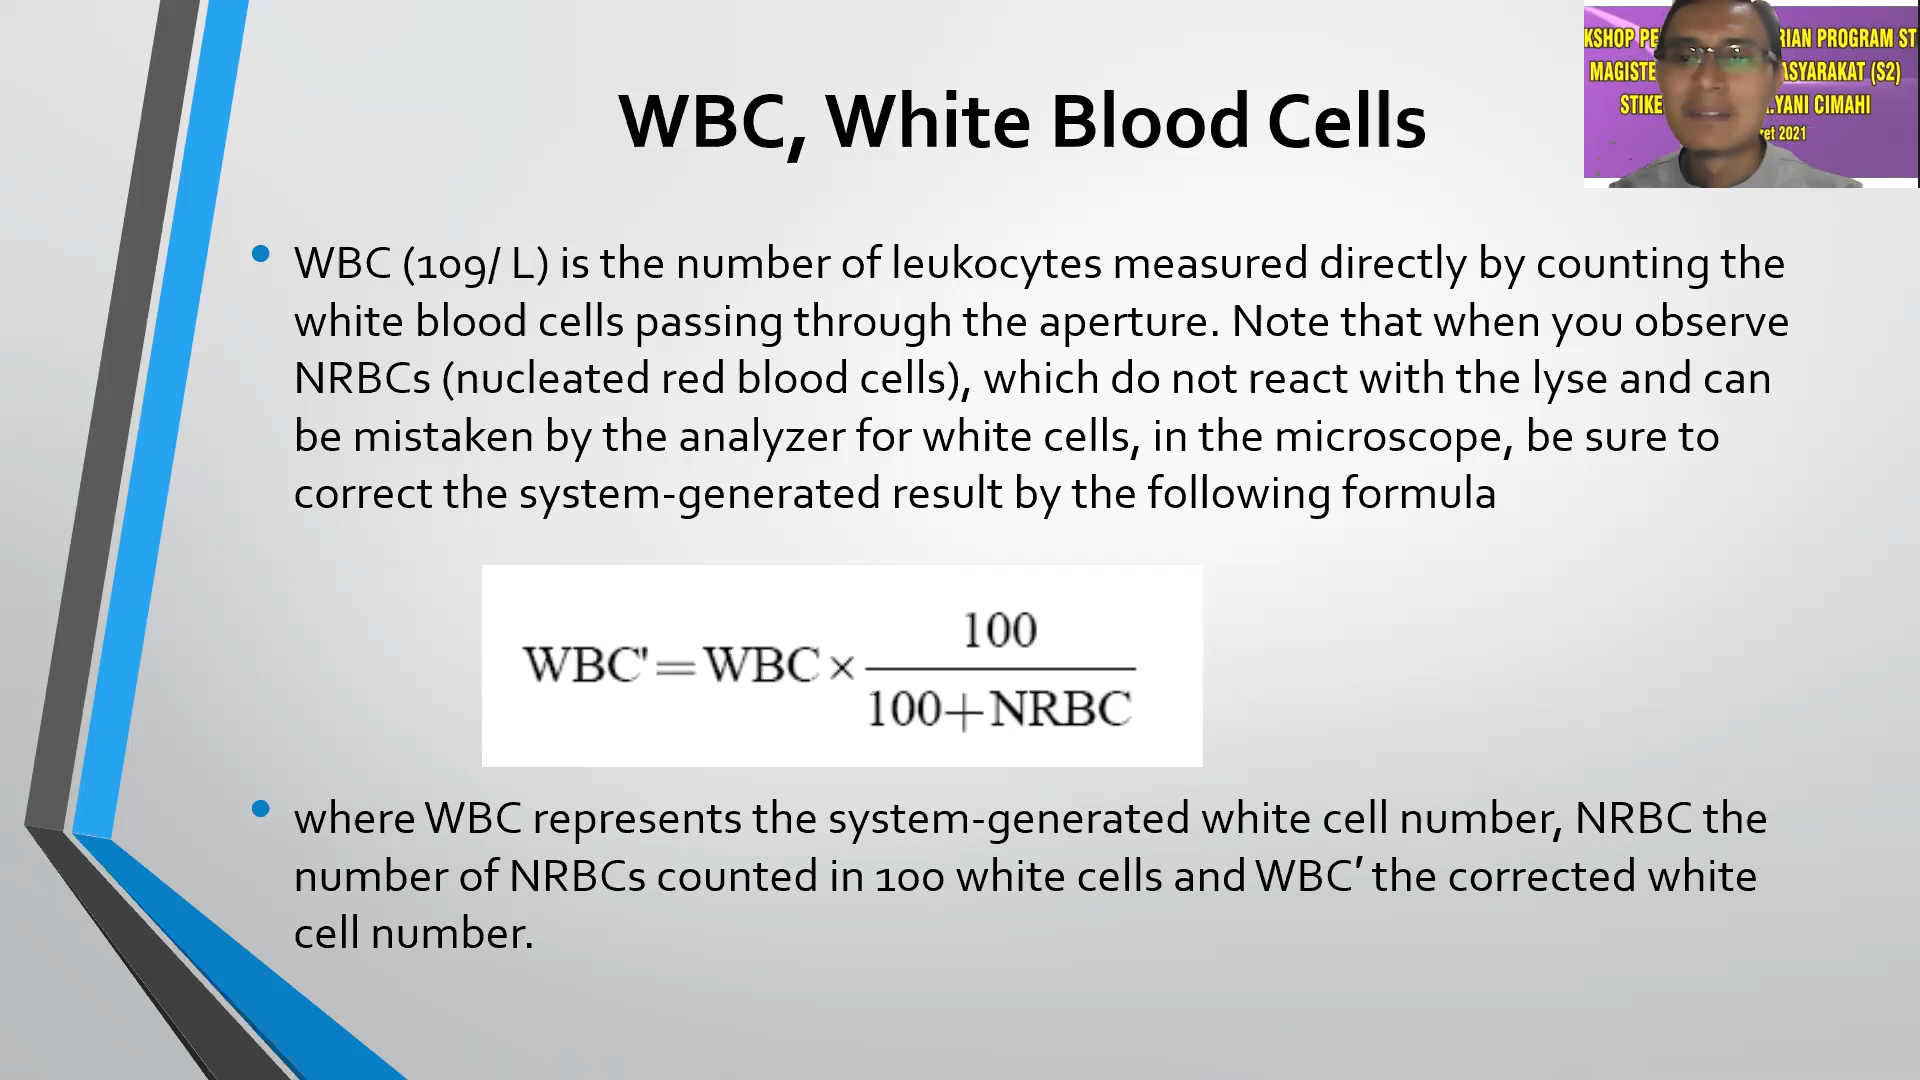 WBC, White Blood Cells
KSHOP PE RIAN PROGRAM ST
MAGISTE ASYARAKAT (S2)
STIKE .YANI CIMAHI
ret 2021
• WBC (109/ L) is the number of leukocytes measured directly by counting the
white blood cells passing through the aperture. Note that when you observe
NRBCs (nucleated red blood cells), which do not react with the lyse and can
be mistaken by the analyzer for white cells, in the microscope, be sure to
correct the system-generated result by the following formula
100
WBC'=WBC×
100+NRBC
• where WBC represents the system-generated white cell number, NRBC the
number of NRBCs counted in 100 white cells and WBC′ the corrected white
cell number.